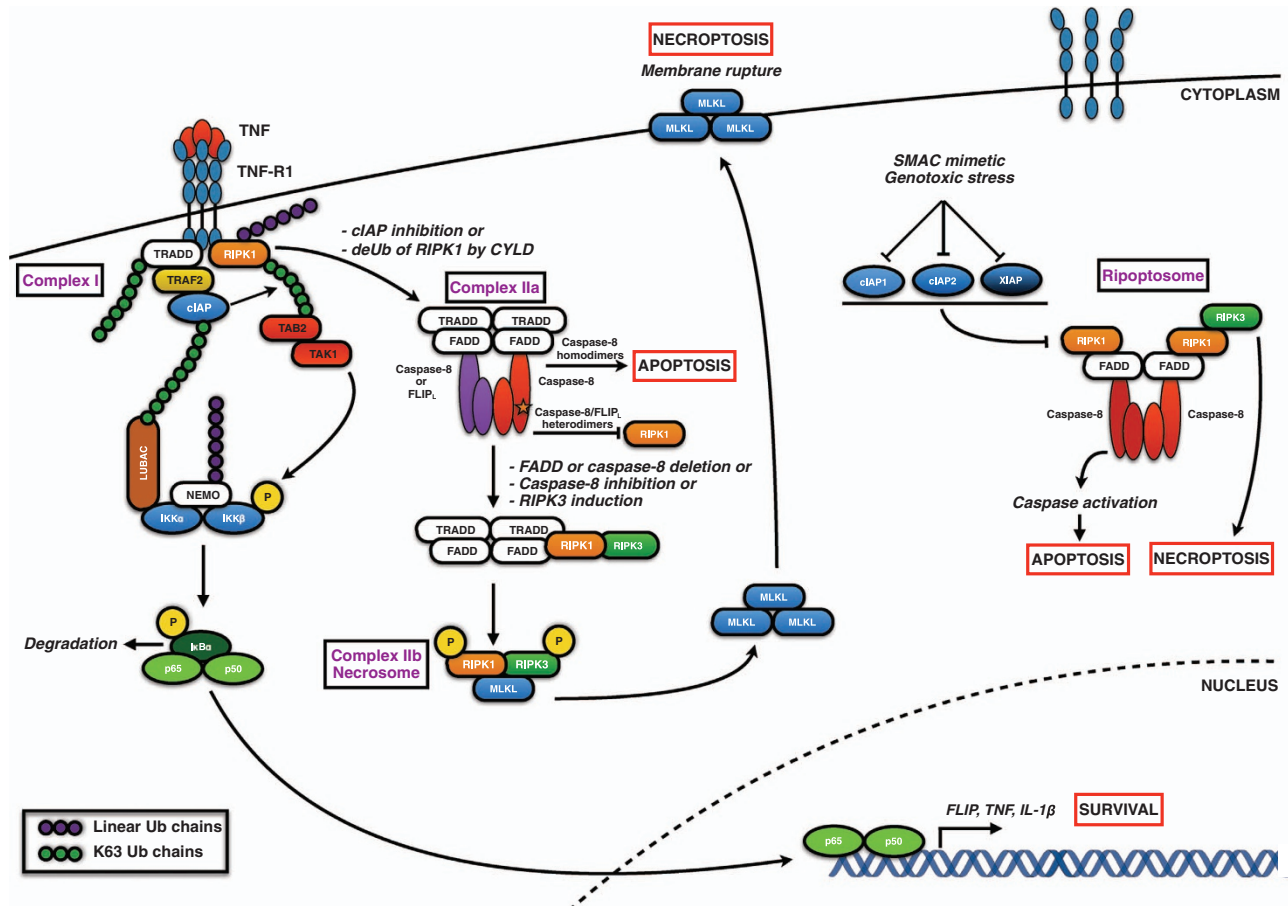 NECROPTOSIS
Membrane rupture
MLKL
MLKL
MLKL
CYTOPLASM
TNF
TNF-R1
SMAC mimetic
Genotoxic stress
- cIAP inhibition or
- deUb of RIPK1 by CYLD
TRADD
RIPK1
Complex I
TRAF2
cIAP
TAB2
TAK1
LUBAC
NEMO
IKKα
IKKβ
P
Complex IIa
TRADD
TRADD
FADD
FADD
Caspase-8
or
FLIPL
Caspase-8
homodimers
Caspase-8
APOPTOSIS
Caspase-8/FLIPL
heterodimers
RIPK1
- FADD or caspase-8 deletion or
- Caspase-8 inhibition or
- RIPK3 induction
TRADD
TRADD
FADD
FADD
RIPK1
RIPK3
cIAP1
cIAP2
XIAP
Ripoptosome
RIPK3
RIPK1
RIPK1
FADD
FADD
Caspase-8
Caspase-8
Caspase activation
APOPTOSIS
NECROPTOSIS
MLKL
MLKL
MLKL
P
Degradation
IκBα
p65
p50
Complex IIb
Necrosome
P
P
RIPK1
RIPK3
MLKL
NUCLEUS
Linear Ub chains
K63 Ub chains
FLIP, TNF, IL-1β
SURVIVAL
p65
p50